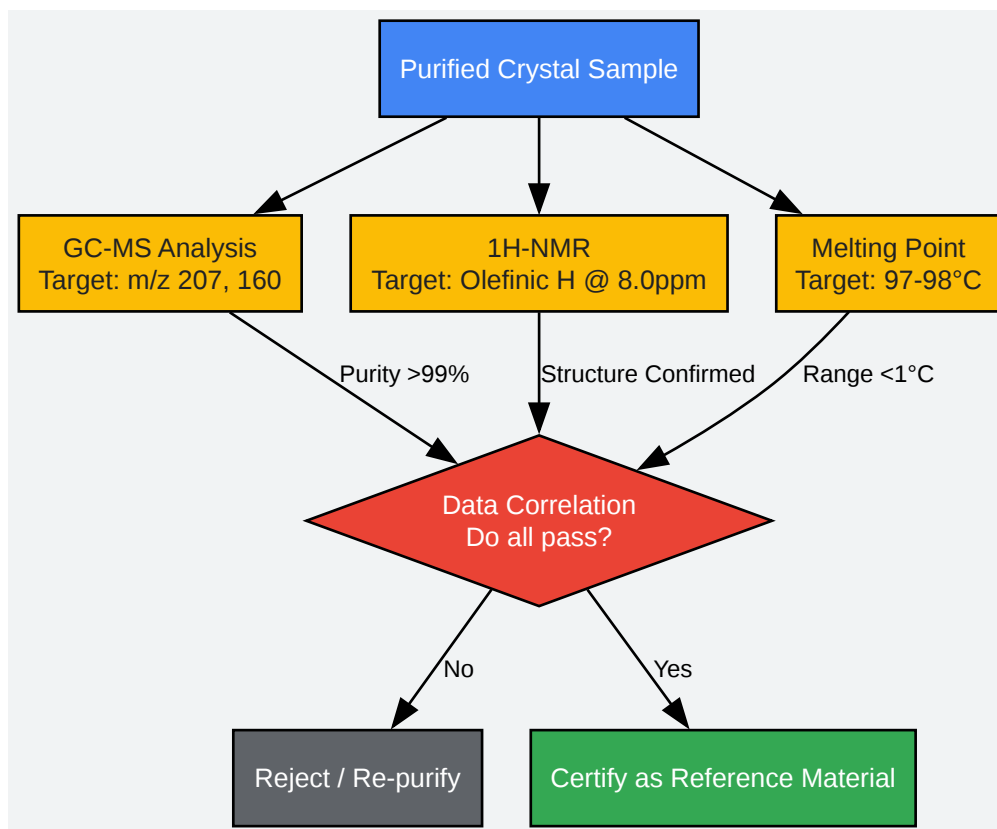 Purified Crystal Sample
GC-MS Analysis
Target: m/z 207, 160
1H-NMR
Target: Olefinic H @ 8.0ppm
Melting Point
Target: 97-98°C
Purity >99%
Structure Confirmed
Range <1°C
Data Correlation
Do all pass?
No
Yes
Reject / Re-purify
Certify as Reference Material